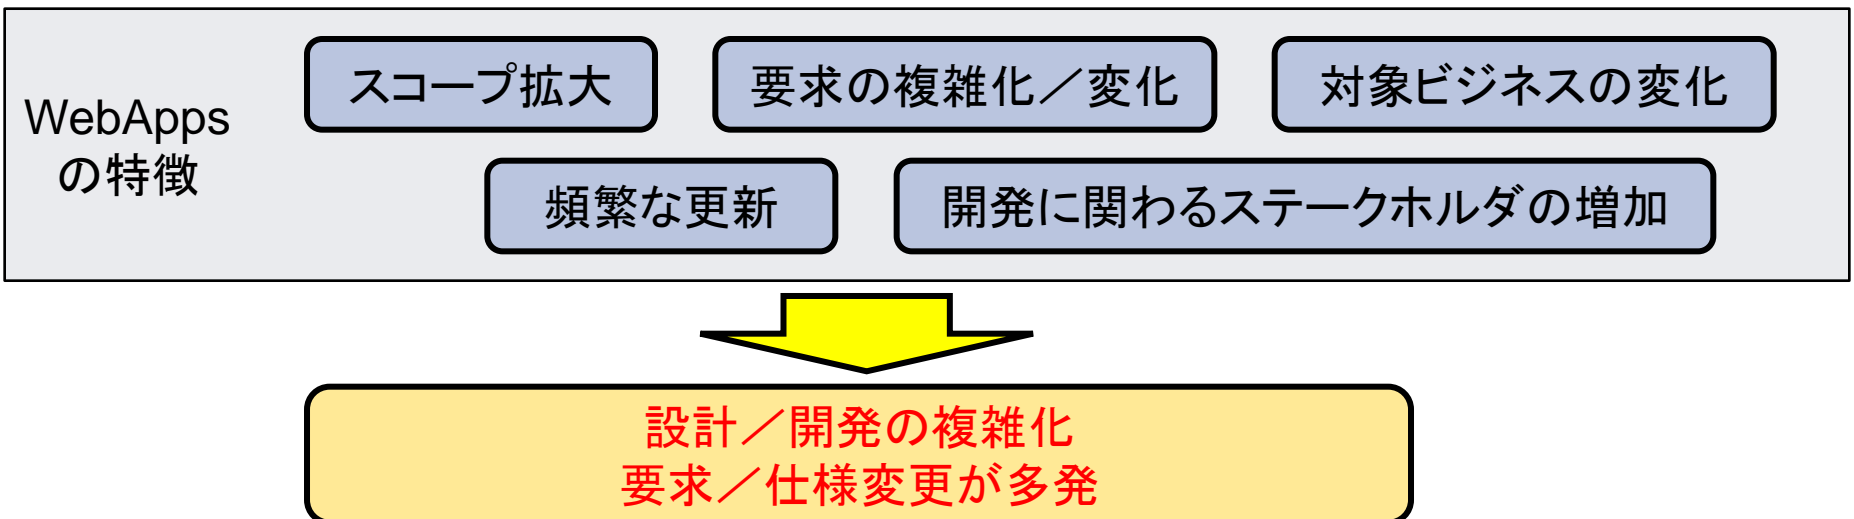 スコープ拡大
要求の複雑化／変化
対象ビジネスの変化
WebApps
の特徴
頻繁な更新
開発に関わるステークホルダの増加
設計／開発の複雑化
要求／仕様変更が多発